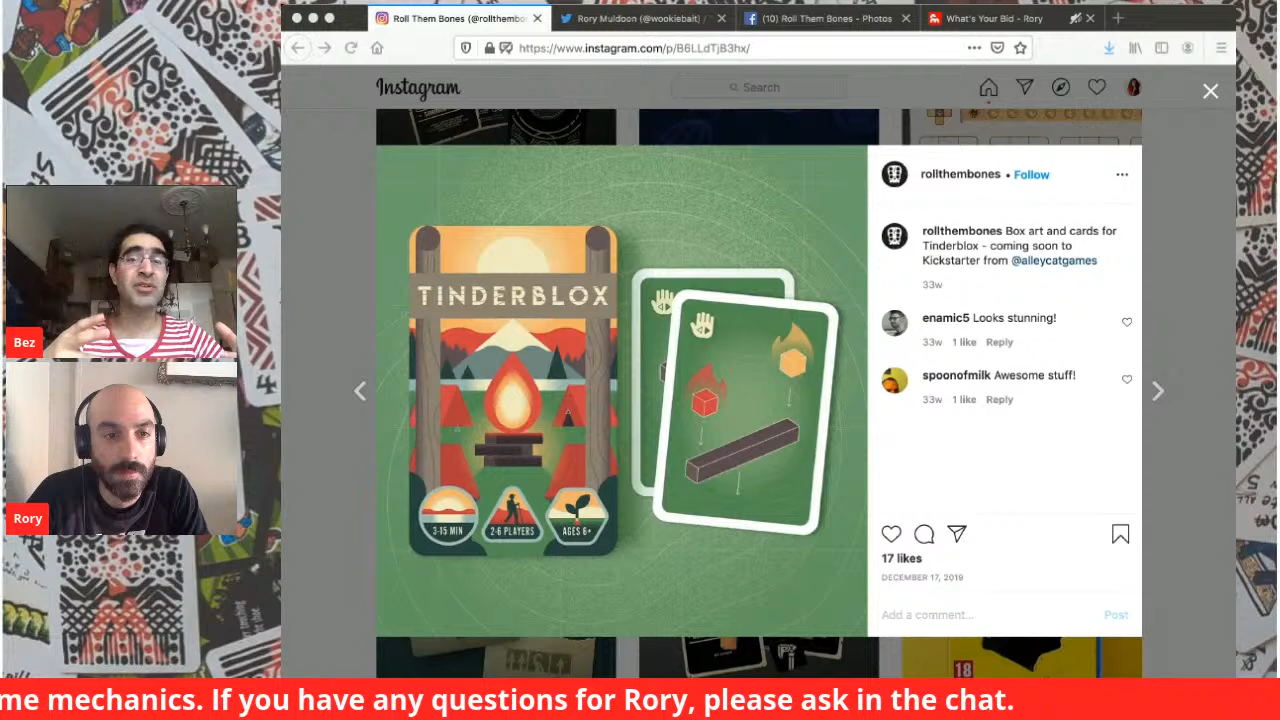 Roll Them Bones (@rollthembo
Rory Muldoon (@wookiebait) /
(10) Roll Them Bones - Photos
What's Your Bid - Rory
https://www.instagram.com/p/B6LLdTjB3hx/
Instagram
Search
rollthembones • Follow
rollthembones Box art and cards for
Tinderblox - coming soon to
Kickstarter from @alleycatgames
33w
enamic5 Looks stunning!
33w 1 like Reply
spoonofmilk Awesome stuff!
33w 1 like Reply
17 likes
DECEMBER 17, 2019
Add a comment...
Post
TINDERBLOX
3-15 MIN
2-6 PLAYERS
AGES 6+
18
Bez
Rory
me mechanics. If you have any questions for Rory, please ask in the chat.